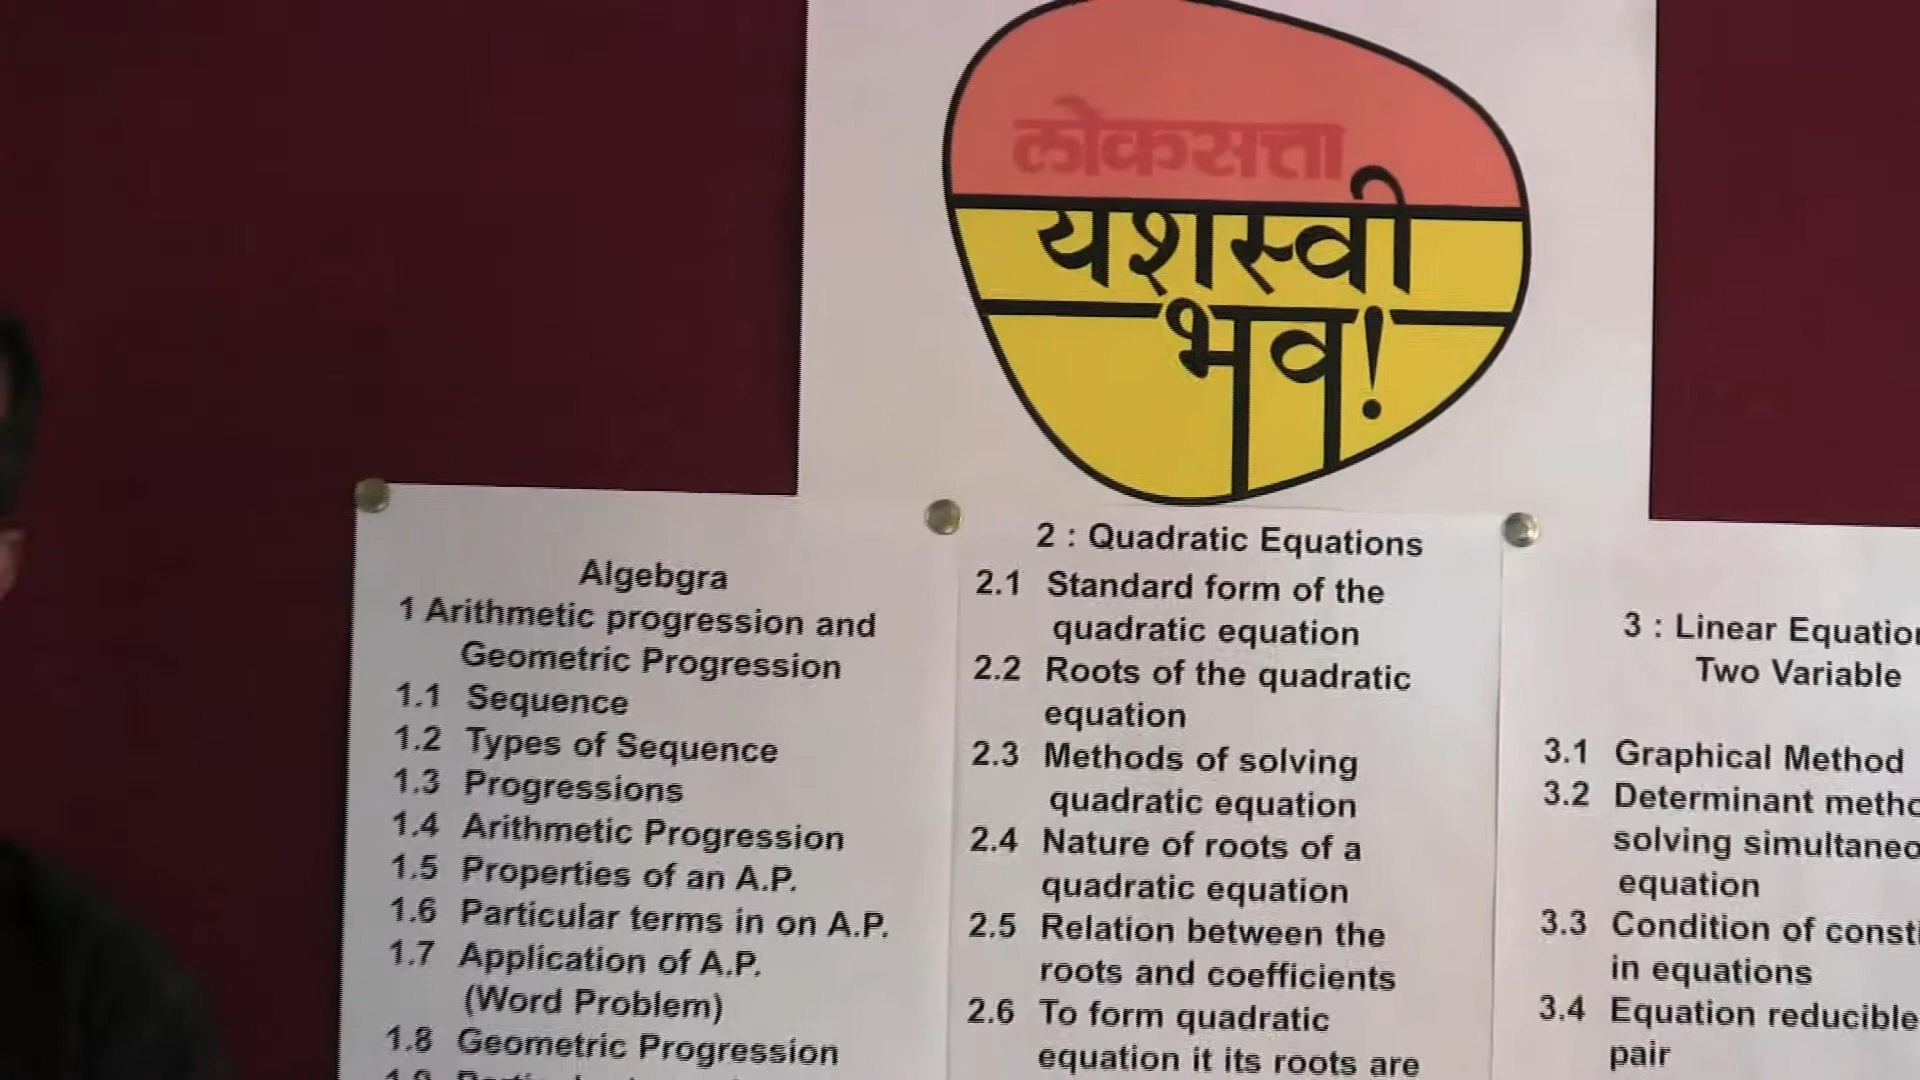 लोकसत्ता
यशस्वी
भव!
Algebgra
1 Arithmetic progression and
Geometric Progression
1.1 Sequence
1.2 Types of Sequence
1.3 Progressions
1.4 Arithmetic Progression
1.5 Properties of an A.P.
1.6 Particular terms in on A.P.
1.7 Application of A.P.
(Word Problem)
1.8 Geometric Progression
2 : Quadratic Equations
2.1 Standard form of the
quadratic equation
2.2 Roots of the quadratic
equation
2.3 Methods of solving
quadratic equation
2.4 Nature of roots of a
quadratic equation
2.5 Relation between the
roots and coefficients
2.6 To form quadratic
equation it its roots are
3 : Linear
Two Variable
3.1 Graphical Method
3.2 Determinant
solving
equation
3.3 Condition of
in equations
3.4 Equation reducible
pair